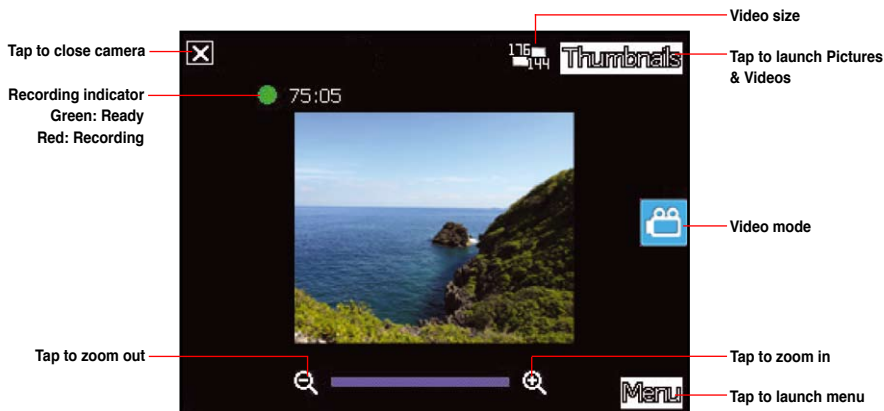 Video size
Tap to close camera
176
144
Thumbnails
Tap to launch Pictures
& Videos
Recording indicator
Green: Ready
Red: Recording
75:05
Video mode
Tap to zoom out
Tap to zoom in
Menu
Tap to launch menu